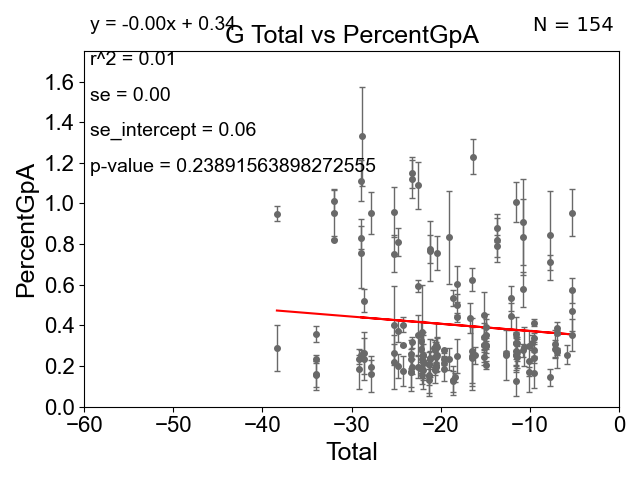 y = -0.00x + 0.34
N = 154
G Total vs PercentGpA
r^2 = 0.01
se = 0.00
se_intercept = 0.06
p-value = 0.23891563898272555
PercentGpA
1.6
1.4
1.2
1.0
0.8
0.6
0.4
0.2
0.0
−60
−50
−40
−30
−20
−10
0
Total